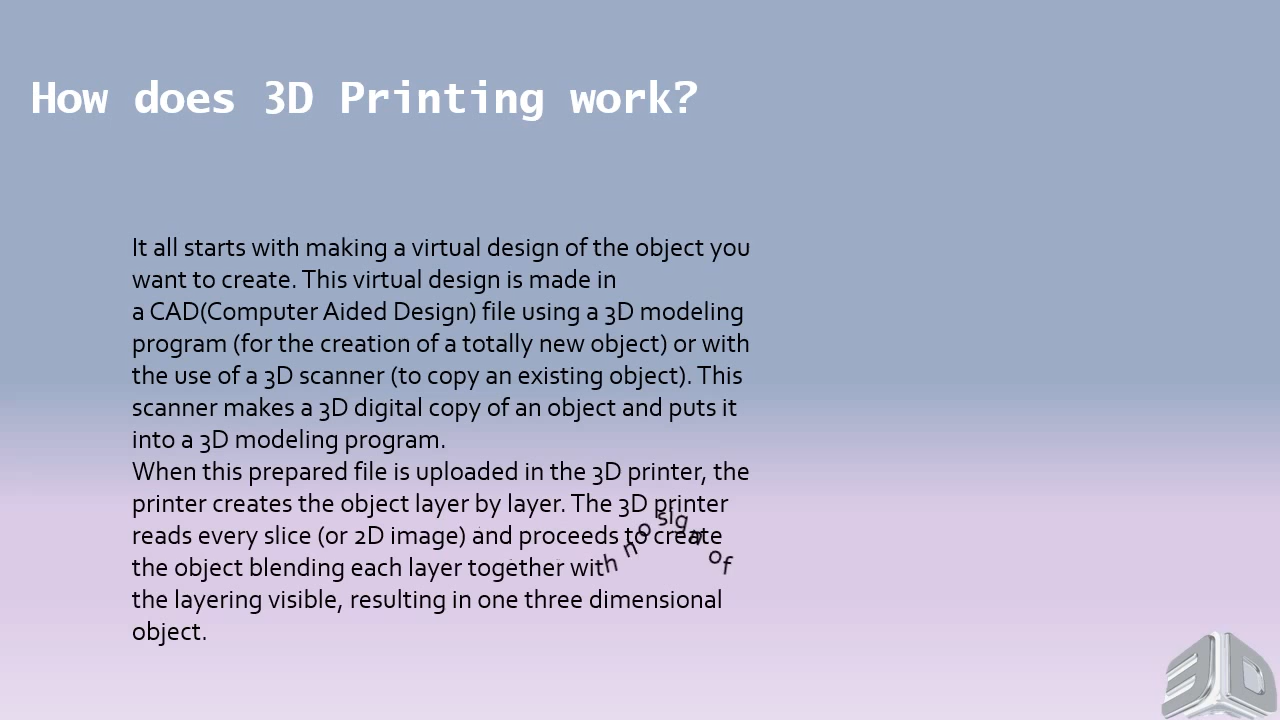 How does 3D Printing work?
It all starts with making a virtual design of the object you
want to create. This virtual design is made in
a CAD(Computer Aided Design) file using a 3D modeling
program (for the creation of a totally new object) or with
the use of a 3D scanner (to copy an existing object). This
scanner makes a 3D digital copy of an object and puts it
into a 3D modeling program.
When this prepared file is uploaded in the 3D printer, the
printer creates the object layer by layer. The 3D printer
reads every slice (or 2D image) and proceeds to create
the object blending each layer together with no sign of
the layering visible, resulting in one three dimensional
object.
3D